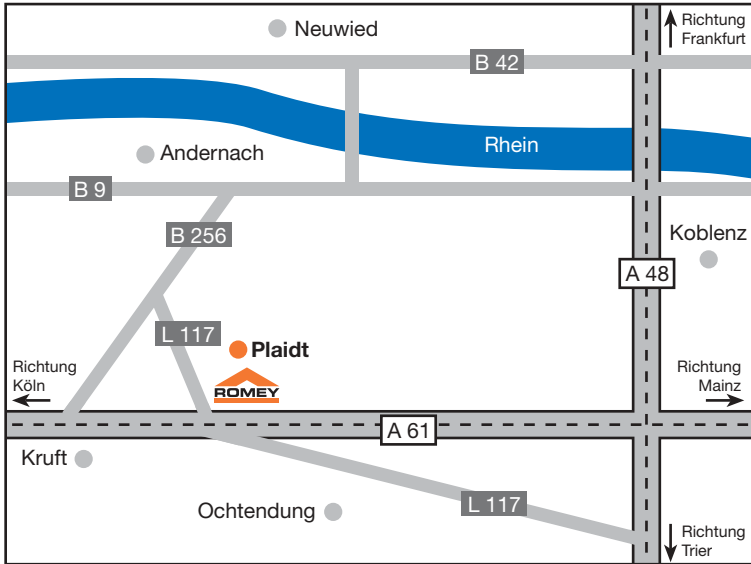 Neuwied
Richtung
Frankfurt
B 42
Rhein
Andernach
B 9
B 256
Koblenz
A 48
L 117
Plaidt
Richtung
Köln
ROMEY
Richtung
Mainz
A 61
Kruft
Ochtendung
L 117
Richtung
Trier